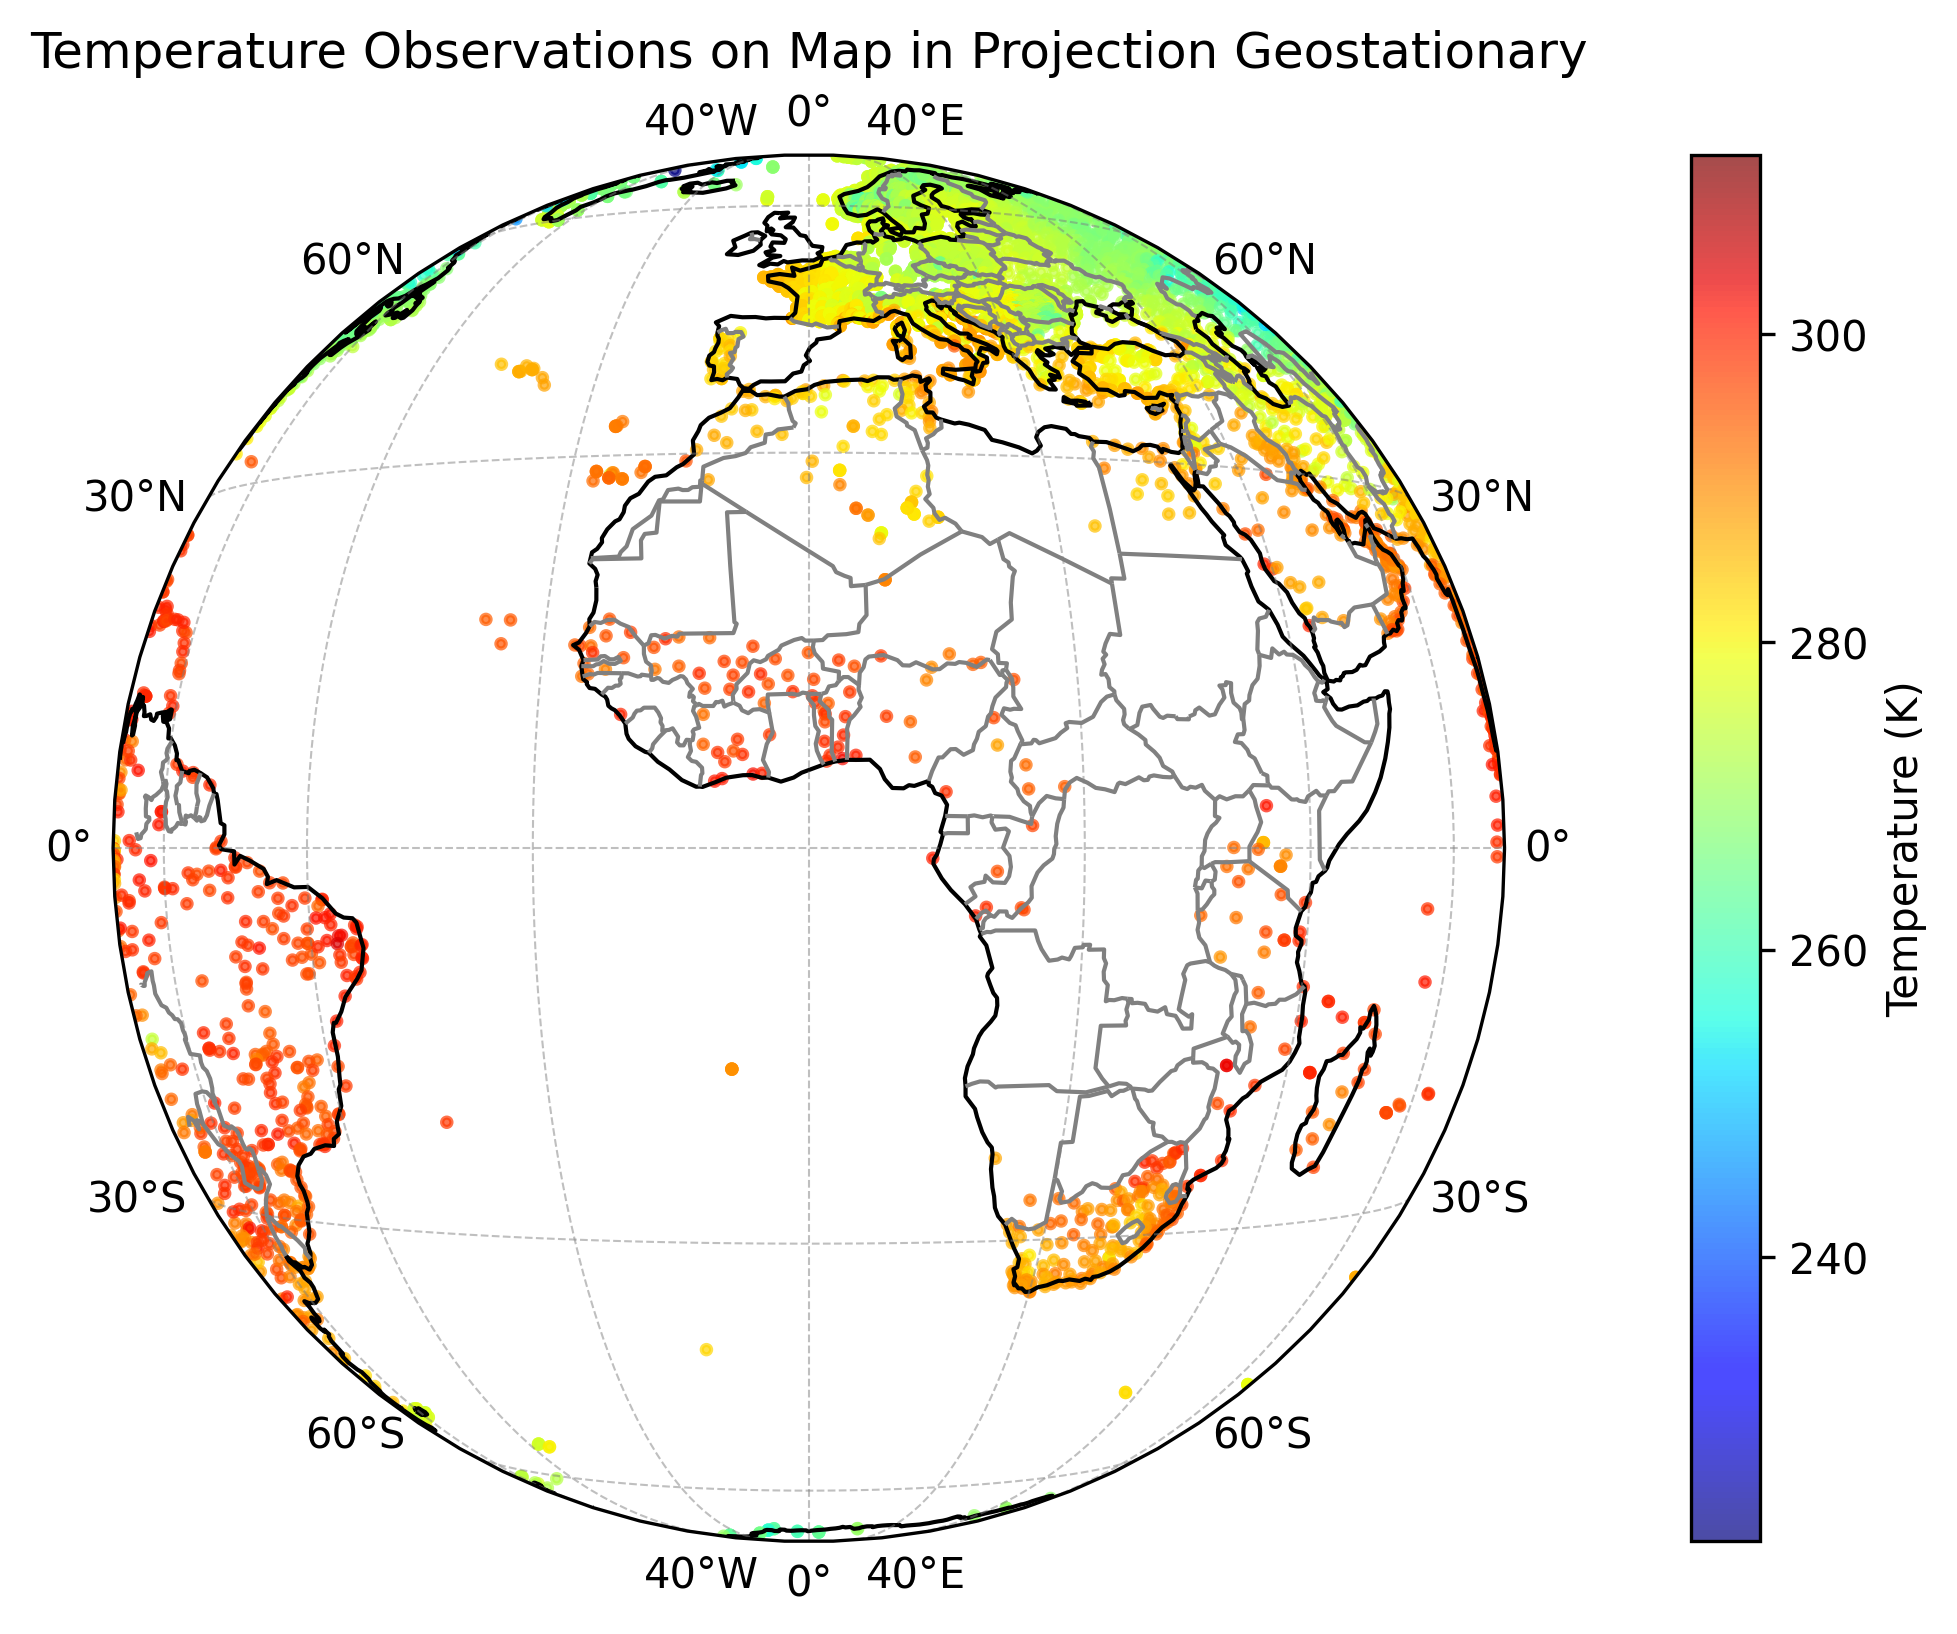 Temperature Observations on Map in Projection Geostationary
40°W 0° 40°E
60°N 60°N
30°N 30°N
0° 0°
30°S 30°S
60°S 60°S
40°W 0° 40°E
300
280
260
240
Temperature (K)